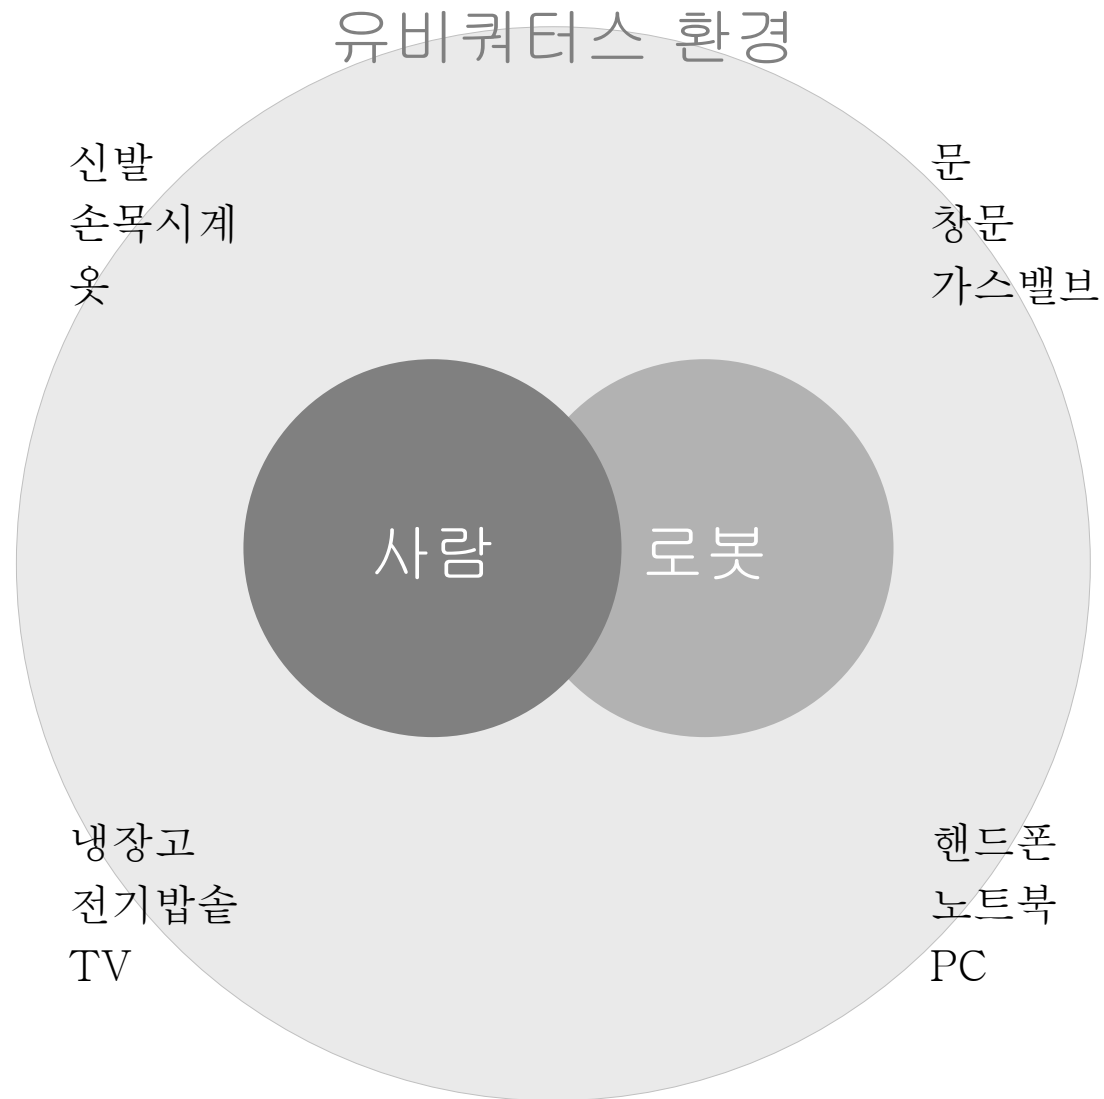 유비쿼터스 환경
신발
손목시계
옷
문
창문
가스밸브
사람
로봇
냉장고
전기밥솥
TV
핸드폰
노트북
PC